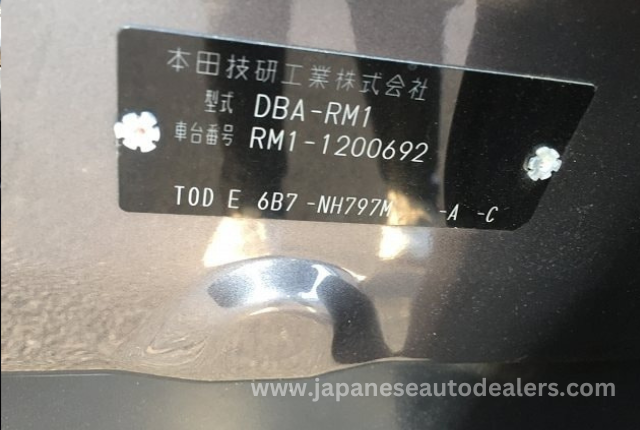 本田技研工業株式会社
型式 DBA-RM1
車台番号 RM1-1200692
TOD E 6B7 -NH797M -A -C
www.japaneseautodealers.com